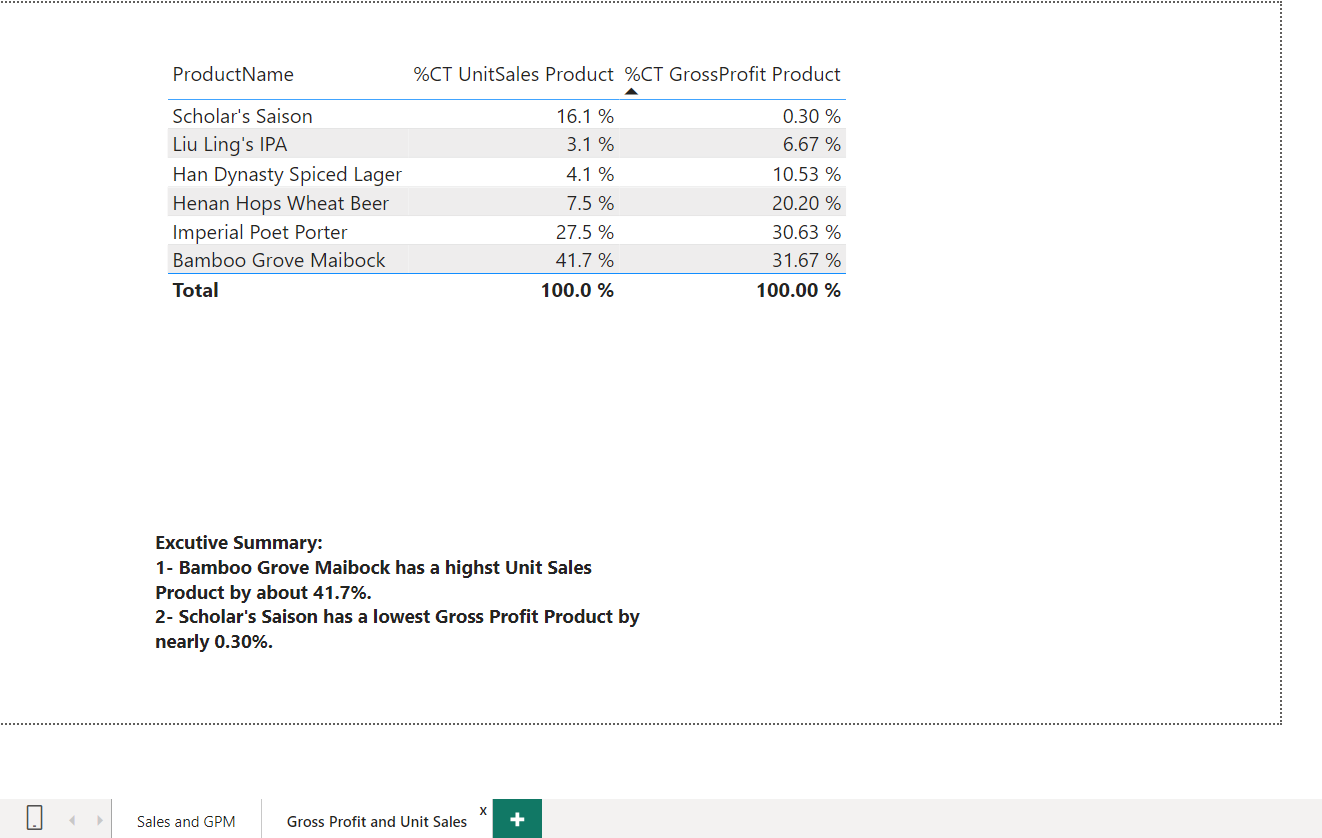 ProductName %CT UnitSales Product %CT GrossProfit Product
Scholar's Saison 16.1 % 0.30 %
Liu Ling's IPA 3.1 % 6.67 %
Han Dynasty Spiced Lager 4.1 % 10.53 %
Henan Hops Wheat Beer 7.5 % 20.20 %
Imperial Poet Porter 27.5 % 30.63 %
Bamboo Grove Maibock 41.7 % 31.67 %
Total 100.0 % 100.00 %
Excutive Summary:
1- Bamboo Grove Maibock has a highst Unit Sales
Product by about 41.7%.
2- Scholar's Saison has a lowest Gross Profit Product by
nearly 0.30%.
Sales and GPM Gross Profit and Unit Sales x +